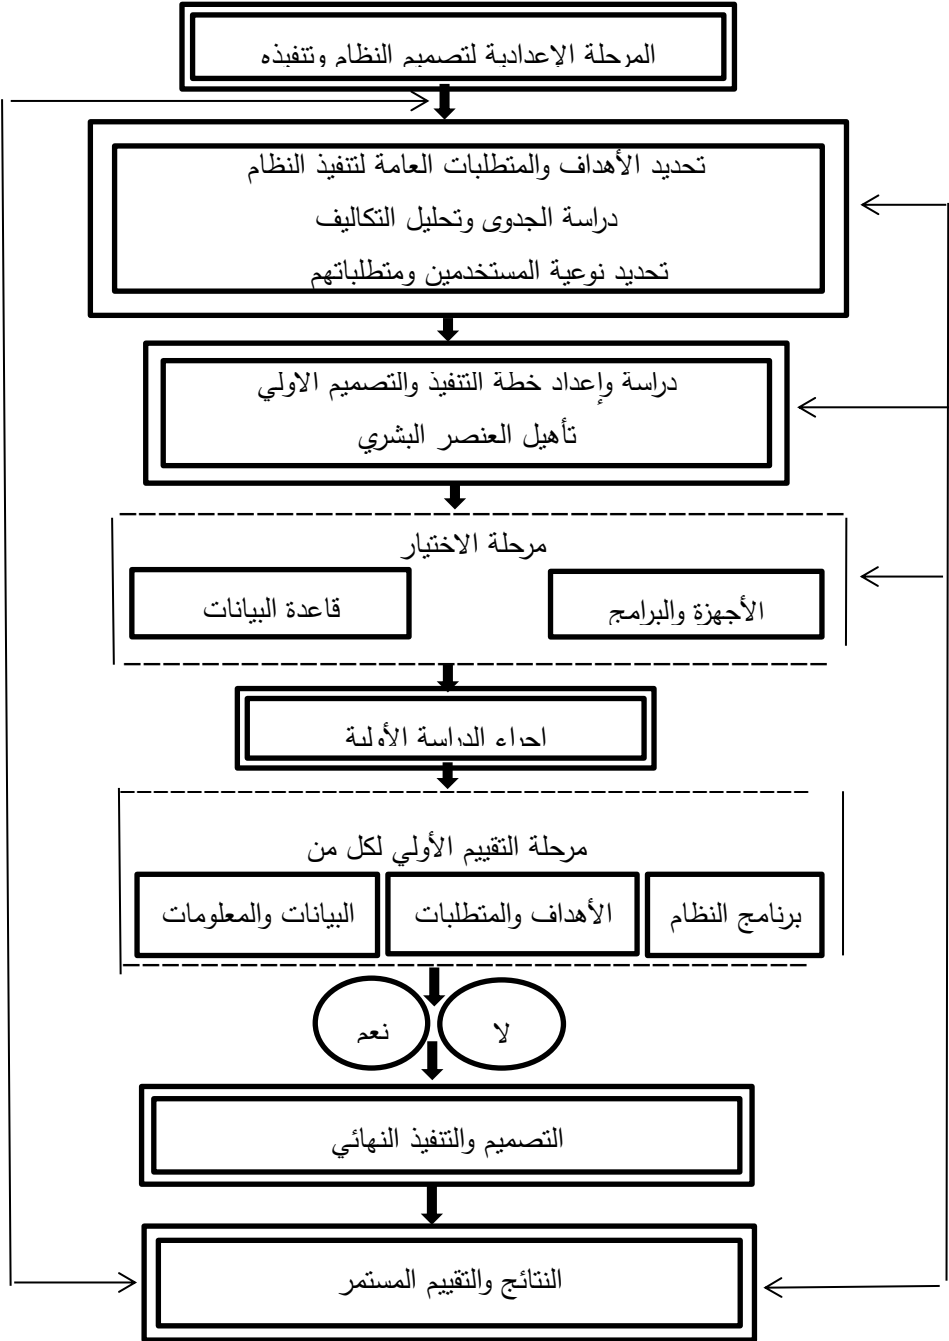 المرحلة الإعدادية لتصميم النظام وتنفيذه
تحديد الأهداف والمتطلبات العامة لتنفيذ النظام
دراسة الجدوى وتحليل التكاليف
تحديد نوعية المستخدمين ومتطلباتهم
دراسة وإعداد خطة التنفيذ والتصميم الاولي
تأهيل العنصر البشري
مرحلة الاختيار
الأجهزة والبرامج
قاعدة البيانات
اجراء الدراسة الأولية
مرحلة التقييم الأولي لكل من
برنامج النظام
الأهداف والمتطلبات
البيانات والمعلومات
لا
نعم
التصميم والتنفيذ النهائي
النتائج والتقييم المستمر